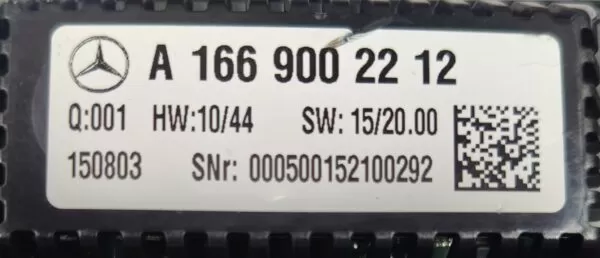 A 166 900 22 12
Q:001 HW:10/44 SW: 15/20.00
150803 SNr: 000500152100292